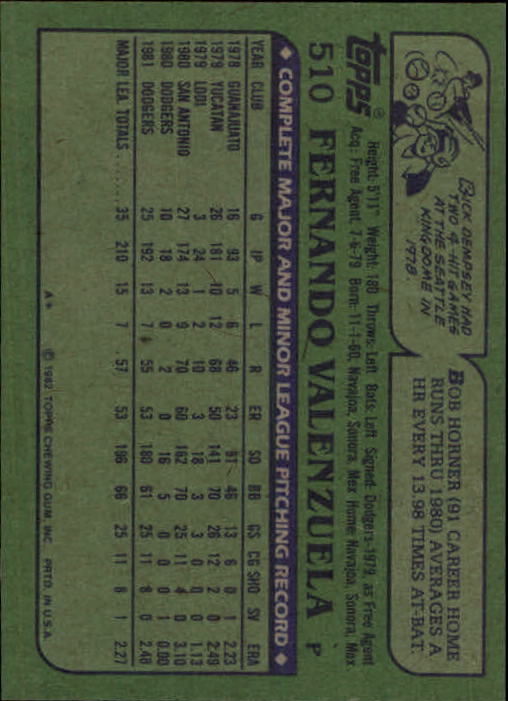 RICK DEMPSEY HAD
TWO 4-HIT GAMES
AT THE SEATTLE
KINGDOME IN
1978.
BOB HORNER (91 CAREER HOME
RUNS THRU 1980) AVERAGES A
HR EVERY 13.98 TIMES AT-BAT.
TOPPS®
Height: 5'11" Weight: 180 Throws: Left Bats: Left Signed: Dodgers-1979, as Free Agent
Acq: Free Agent, 7-6-79 Born: 11-1-60, Navajoa, Sonora, Mex Home: Navajoa, Sonora, Mex
510 FERNANDO VALENZUELA P
◆ COMPLETE MAJOR AND MINOR LEAGUE PITCHING RECORD ◆
YEAR CLUB G IP W L R ER SO BB GS CG SHO SV ERA
1978 GUANAJUATO 16 93 5 6 46 23 91 46 13 6 0 1 2.23
1979 YUCATAN 26 181 10 12 68 50 141 70 26 12 2 0 2.49
1979 LODI 3 24 1 2 10 3 18 3 3 0 0 0 1.13
1980 SAN ANTONIO 27 174 13 9 70 60 162 70 25 11 4 0 3.10
1980 DODGERS 10 18 2 0 2 0 16 5 0 0 0 1 0.00
1981 DODGERS 25 192 13 7 55 53 180 61 25 11 8 0 2.48
MAJOR LEA. TOTALS...... 35 210 15 7 57 53 196 66 25 11 8 1 2.27
A* © 1982 TOPPS CHEWING GUM, INC. PRTD. IN U.S.A.